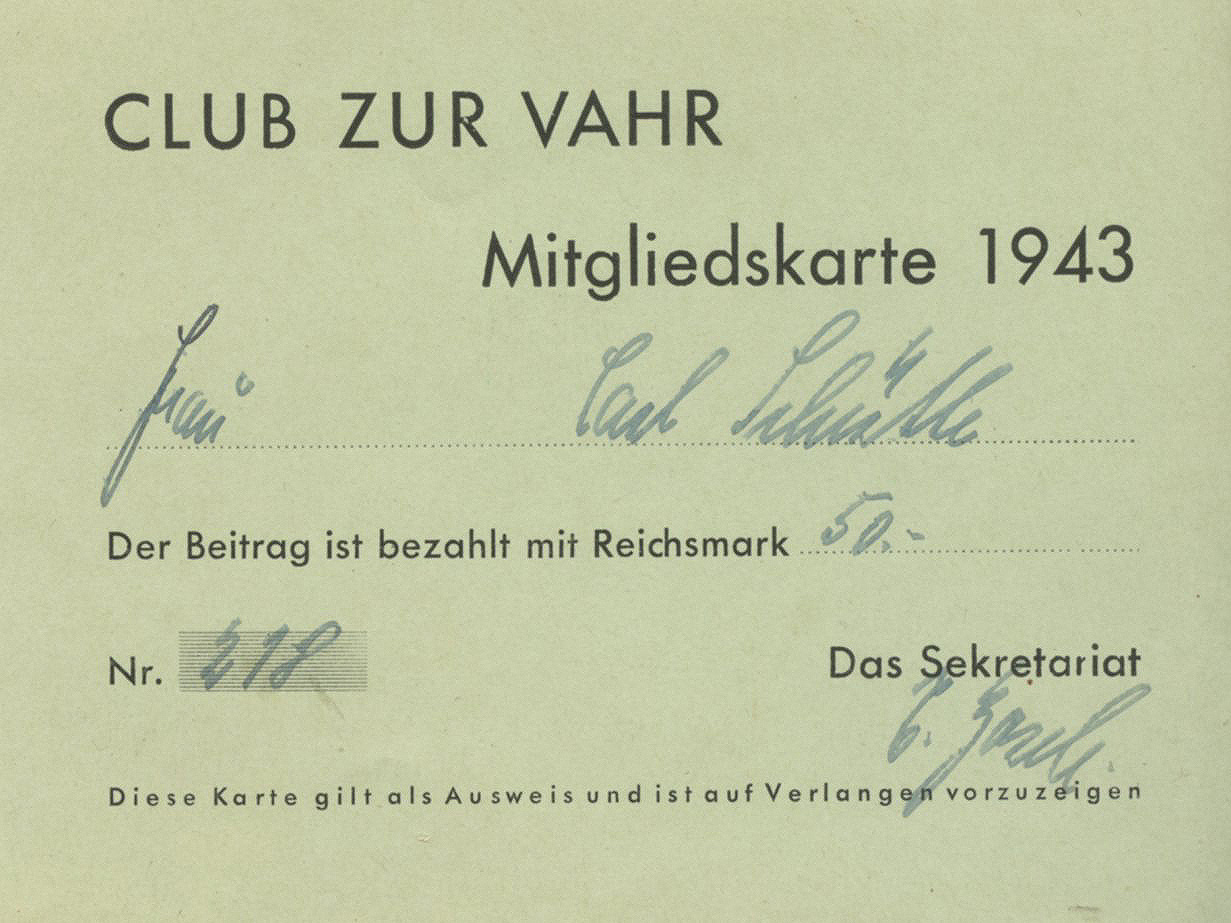 CLUB ZUR VAHR
Mitgliedskarte 1943
Frau Carl Schütte
Der Beitrag ist bezahlt mit Reichsmark 50.-
Nr. 218
Das Sekretariat
Diese Karte gilt als Ausweis und ist auf Verlangen vorzuzeigen